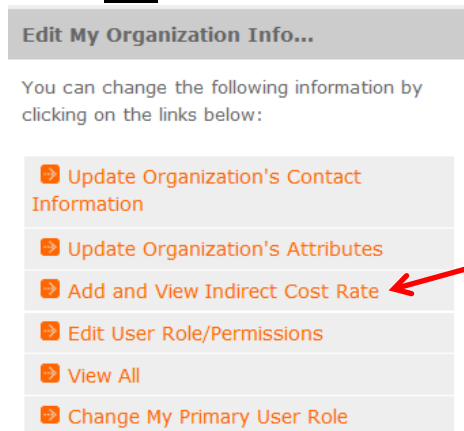 Edit My Organization Info...
You can change the following information by
clicking on the links below:
Update Organization's Contact
Information
Update Organization's Attributes
Add and View Indirect Cost Rate
Edit User Role/Permissions
View All
Change My Primary User Role